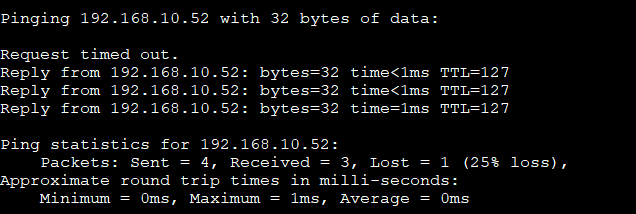 Pinging 192.168.10.52 with 32 bytes of data:
Request timed out.
Reply from 192.168.10.52: bytes=32 time<1ms TTL=127
Reply from 192.168.10.52: bytes=32 time<1ms TTL=127
Reply from 192.168.10.52: bytes=32 time=1ms TTL=127
Ping statistics for 192.168.10.52:
Packets: Sent = 4, Received = 3, Lost = 1 (25% loss),
Approximate round trip times in milli-seconds:
Minimum = 0ms, Maximum = 1ms, Average = 0ms